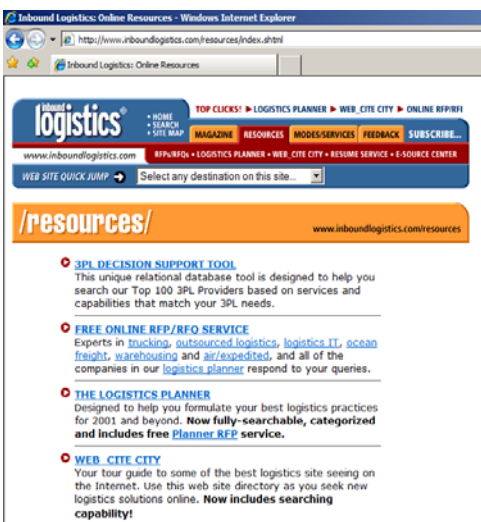 Inbound Logistics: Online Resources - Windows Internet Explorer
http://www.inboundlogistics.com/resources/index.shtml
Inbound Logistics: Online Resources
inbound logistics®
• HOME
• SEARCH
• SITE MAP
TOP CLICKS! ▶ LOGISTICS PLANNER ▶ WEB_CITE CITY ▶ ONLINE RFP/RFI
MAGAZINE RESOURCES MODES/SERVICES FEEDBACK SUBSCRIBE...
www.inboundlogistics.com RFPs/RFQs • LOGISTICS PLANNER • WEB_CITE CITY • RESUME SERVICE • E-SOURCE CENTER
WEB SITE QUICK JUMP Select any destination on this site...
/resources/ www.inboundlogistics.com/resources
3PL DECISION SUPPORT TOOL
This unique relational database tool is designed to help you
search our Top 100 3PL Providers based on services and
capabilities that match your 3PL needs.
FREE ONLINE RFP/RFQ SERVICE
Experts in trucking, outsourced logistics, logistics IT, ocean
freight, warehousing and air/expedited, and all of the
companies in our logistics planner respond to your queries.
THE LOGISTICS PLANNER
Designed to help you formulate your best logistics practices
for 2001 and beyond. Now fully-searchable, categorized
and includes free Planner RFP service.
WEB_CITE CITY
Your tour guide to some of the best logistics site seeing on
the Internet. Use this web site directory as you seek new
logistics solutions online. Now includes searching
capability!